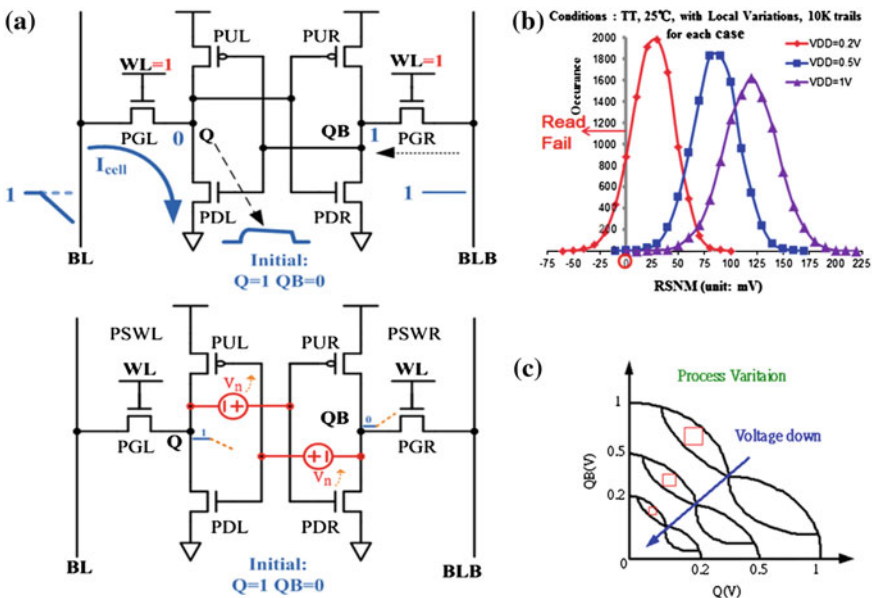 (a)
PUL
PUR
WL=1
WL=1
PGL
0
Q
QB
1
PGR
Icell
1
1
PDL
PDR
BL
Initial:
Q=1 QB=0
BLB
PSWL
PUL
PUR
PSWR
WL
Vn
WL
QB
0
PGL
Q
1
PGR
Vn
PDL
PDR
BL
Initial:
Q=1 QB=0
BLB
(b)
Conditions : TT, 25℃, with Local Variations, 10K trails
for each case
Occurance
2000
1800
1600
1400
1200
1000
800
600
400
200
0
VDD=0.2V
VDD=0.5V
VDD=1V
Read
Fail
-75 -50 -25 0 25 50 75 100 125 150 175 200 225
RSNM (unit: mV)
(c)
Process Varitaion
Voltage down
QB(V)
1
0.5
0.2
0 0.2 0.5 1
Q(V)